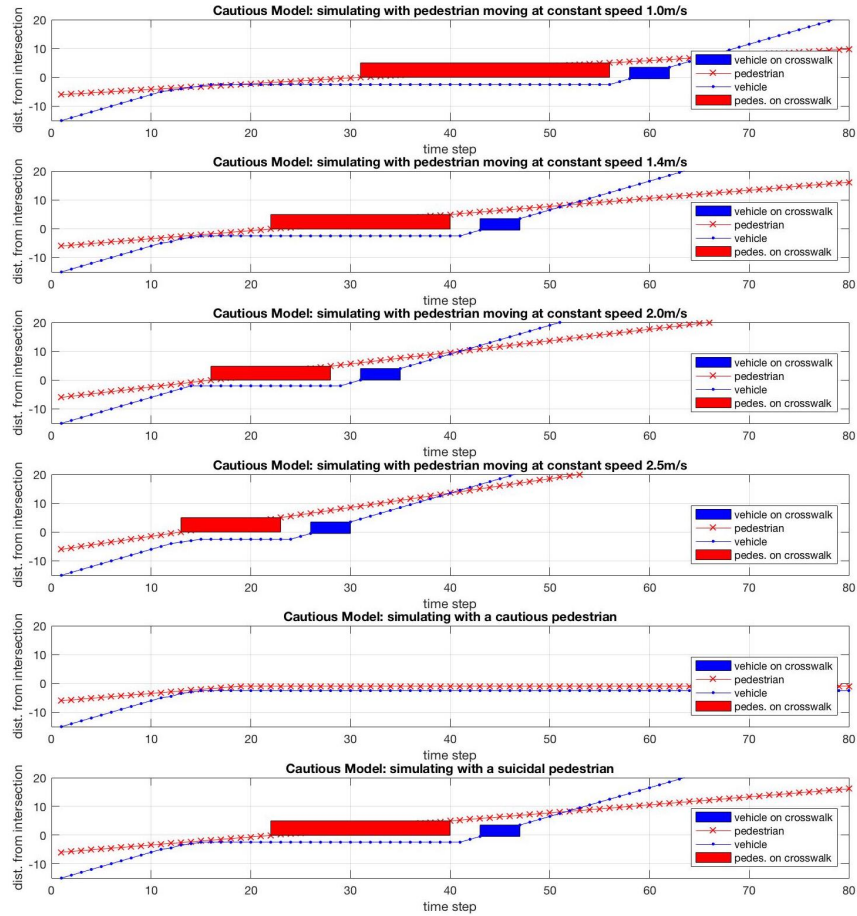 Cautious Model: simulating with pedestrian moving at constant speed 1.0m/s
dist. from intersection
20
10
0
-10
0 10 20 30 40 50 60 70 80
time step
vehicle on crosswalk
pedestrian
vehicle
pedes. on crosswalk
Cautious Model: simulating with pedestrian moving at constant speed 1.4m/s
dist. from intersection
20
10
0
-10
0 10 20 30 40 50 60 70 80
time step
vehicle on crosswalk
pedestrian
vehicle
pedes. on crosswalk
Cautious Model: simulating with pedestrian moving at constant speed 2.0m/s
dist. from intersection
20
10
0
-10
0 10 20 30 40 50 60 70 80
time step
vehicle on crosswalk
pedestrian
vehicle
pedes. on crosswalk
Cautious Model: simulating with pedestrian moving at constant speed 2.5m/s
dist. from intersection
20
10
0
-10
0 10 20 30 40 50 60 70 80
time step
vehicle on crosswalk
pedestrian
vehicle
pedes. on crosswalk
Cautious Model: simulating with a cautious pedestrian
dist. from intersection
20
10
0
-10
0 10 20 30 40 50 60 70 80
time step
vehicle on crosswalk
pedestrian
vehicle
pedes. on crosswalk
Cautious Model: simulating with a suicidal pedestrian
dist. from intersection
20
10
0
-10
0 10 20 30 40 50 60 70 80
time step
vehicle on crosswalk
pedestrian
vehicle
pedes. on crosswalk